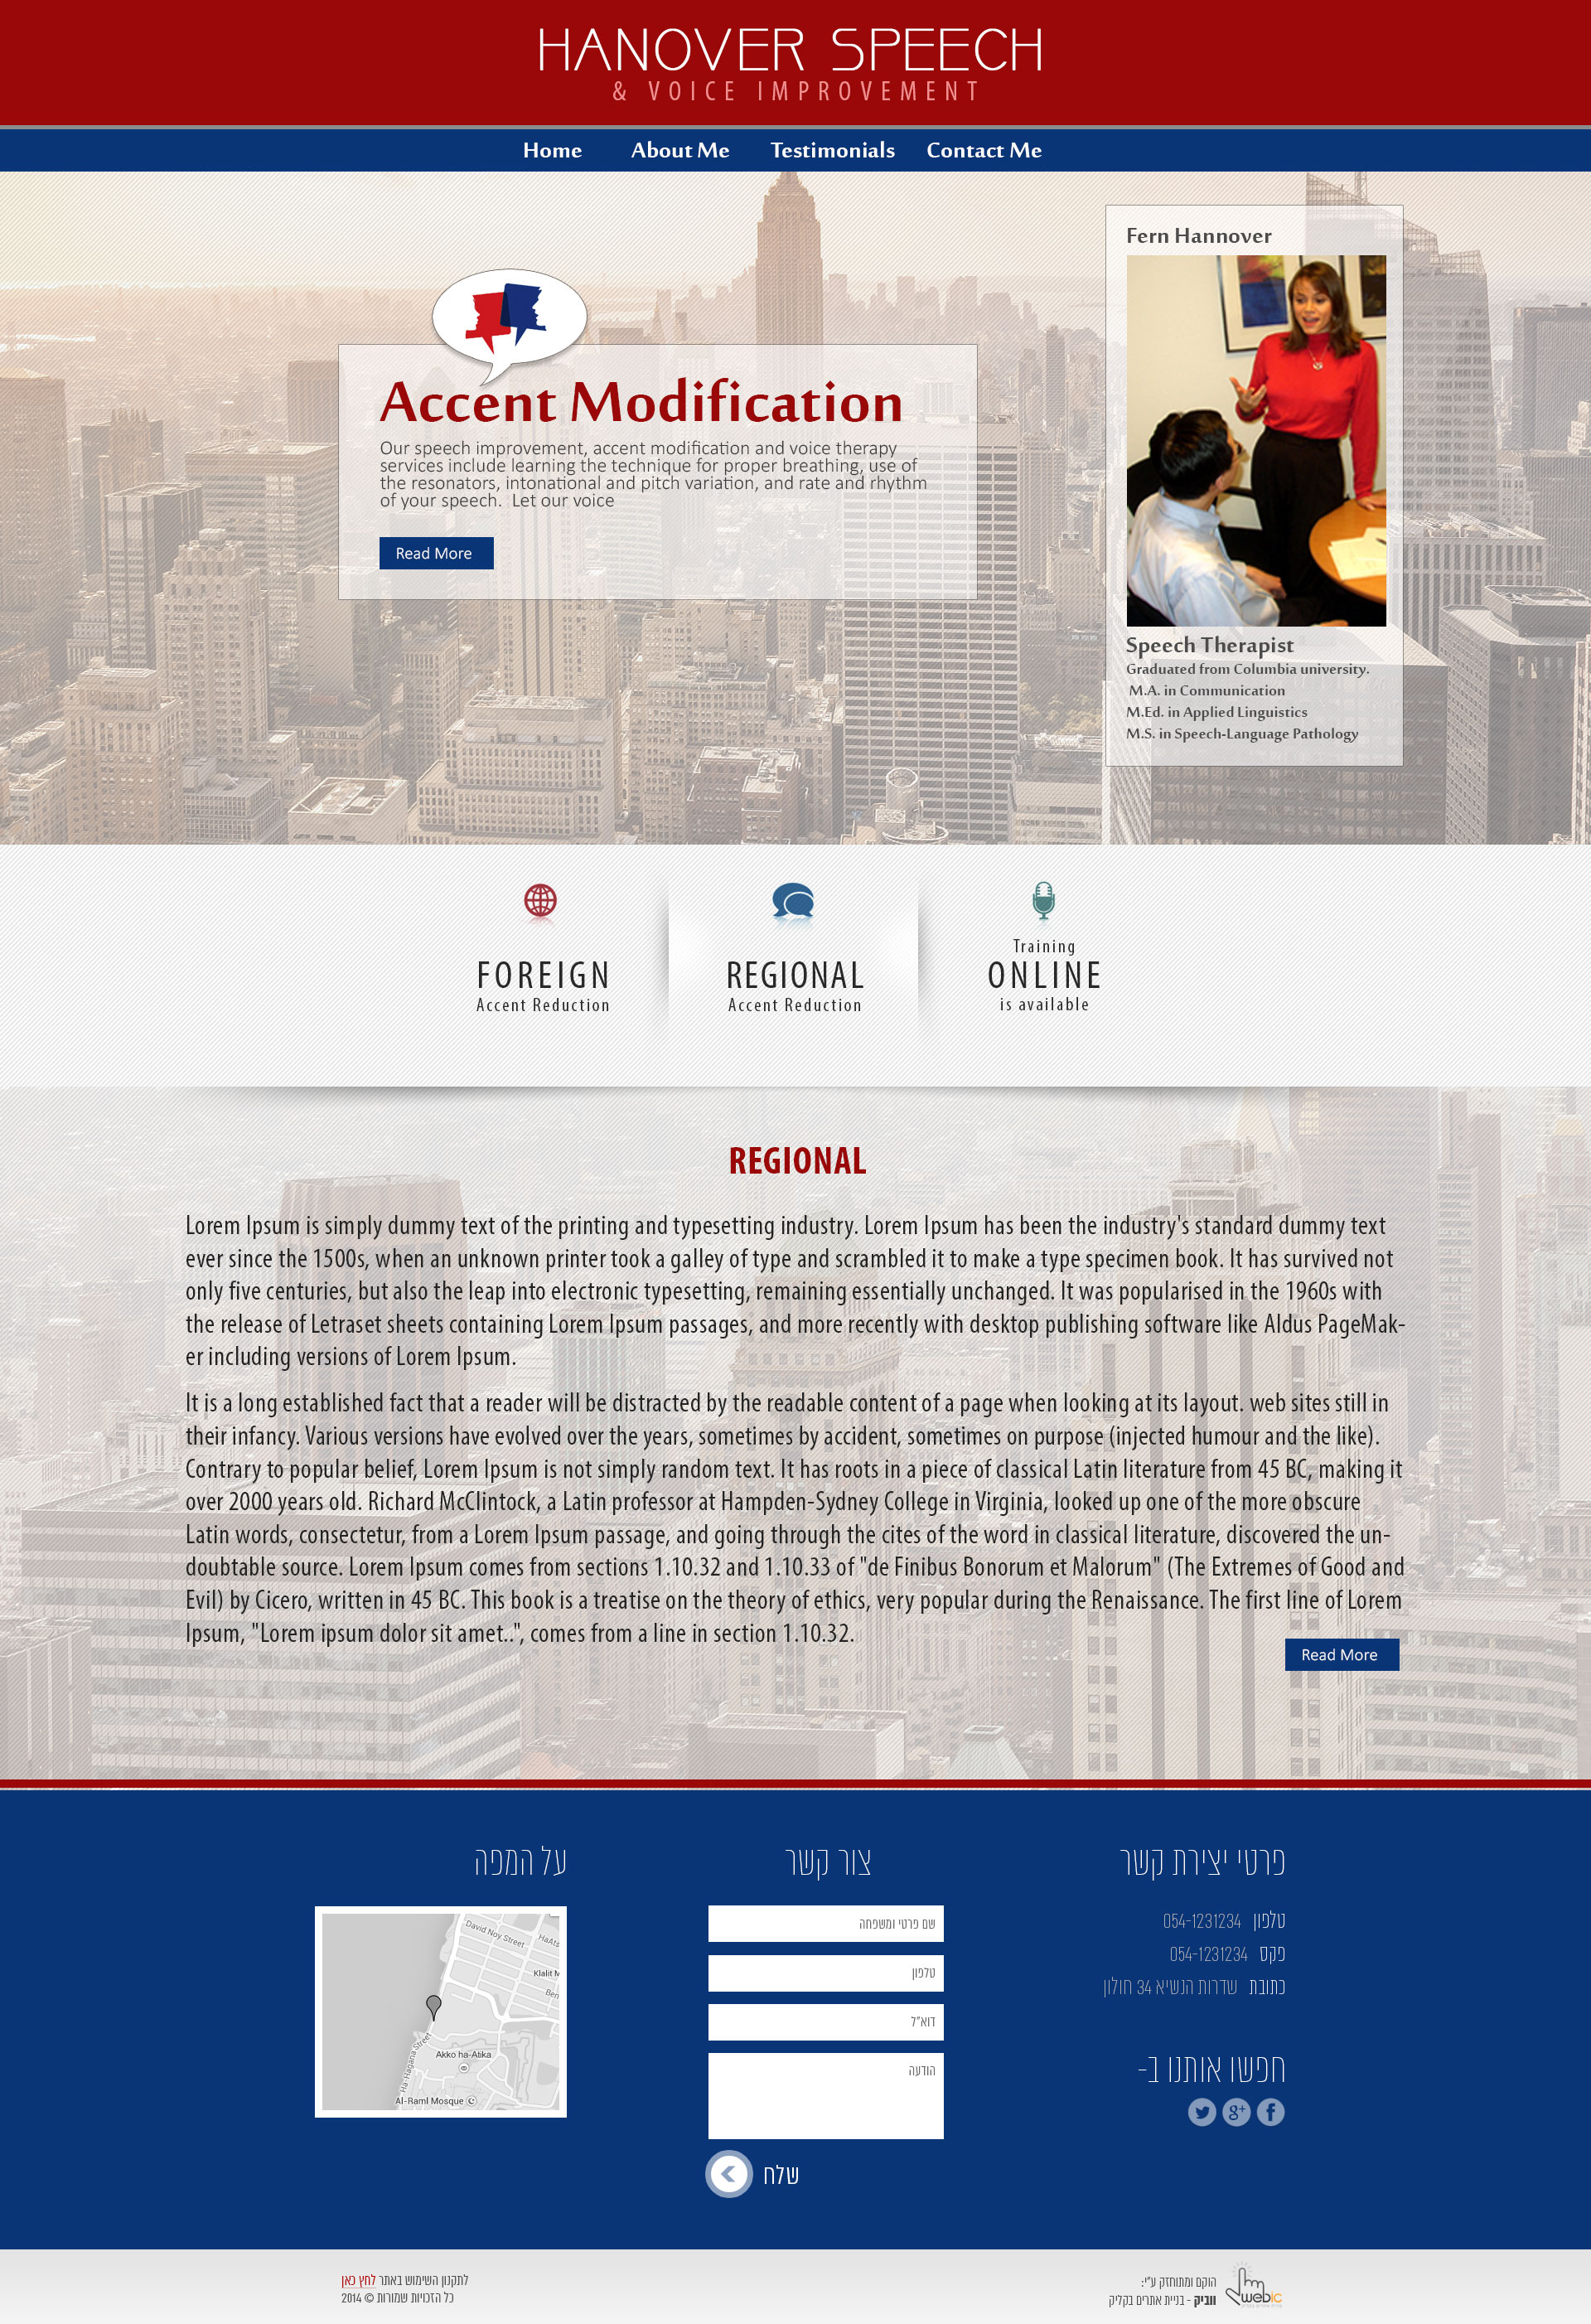 HANOVER SPEECH
& VOICE IMPROVEMENT
Home About Me Testimonials Contact Me
Fern Hannover
Accent Modification
Our speech improvement, accent modification and voice therapy
services include learning the technique for proper breathing, use of
the resonators, intonational and pitch variation, and rate and rhythm
of your speech. Let our voice
Read More
Speech Therapist
Graduated from Columbia university.
M.A. in Communication
M.Ed. in Applied Linguistics
M.S. in Speech-Language Pathology
FOREIGN
Accent Reduction
REGIONAL
Accent Reduction
Training
ONLINE
is available
REGIONAL
Lorem Ipsum is simply dummy text of the printing and typesetting industry. Lorem Ipsum has been the industry's standard dummy text
ever since the 1500s, when an unknown printer took a galley of type and scrambled it to make a type specimen book. It has survived not
only five centuries, but also the leap into electronic typesetting, remaining essentially unchanged. It was popularised in the 1960s with
the release of Letraset sheets containing Lorem Ipsum passages, and more recently with desktop publishing software like Aldus PageMak-
er including versions of Lorem Ipsum.
It is a long established fact that a reader will be distracted by the readable content of a page when looking at its layout. web sites still in
their infancy. Various versions have evolved over the years, sometimes by accident, sometimes on purpose (injected humour and the like).
Contrary to popular belief, Lorem Ipsum is not simply random text. It has roots in a piece of classical Latin literature from 45 BC, making it
over 2000 years old. Richard McClintock, a Latin professor at Hampden-Sydney College in Virginia, looked up one of the more obscure
Latin words, consectetur, from a Lorem Ipsum passage, and going through the cites of the word in classical literature, discovered the un-
doubtable source. Lorem Ipsum comes from sections 1.10.32 and 1.10.33 of "de Finibus Bonorum et Malorum" (The Extremes of Good and
Evil) by Cicero, written in 45 BC. This book is a treatise on the theory of ethics, very popular during the Renaissance. The first line of Lorem
Ipsum, "Lorem ipsum dolor sit amet..", comes from a line in section 1.10.32.
Read More
פרטי יצירת קשר
טלפון 054-1231234
פקס 054-1231234
כתובת שדרות הנשיא 34 חולון
חפשו אותנו ב-
צור קשר
שם פרטי ומשפחה
טלפון
דוא"ל
הודעה
שלח
על המפה
David Noy Street
HaAts
Klalit M
Ben
Ha-Hagana Street
Akko ha-Atika
Al-Raml Mosque
webic
הוקם ומתוחזק ע"י:
וובייק - בניית אתרים בקליק
לתקנון השימוש באתר לחץ כאן
כל הזכויות שמורות © 2014